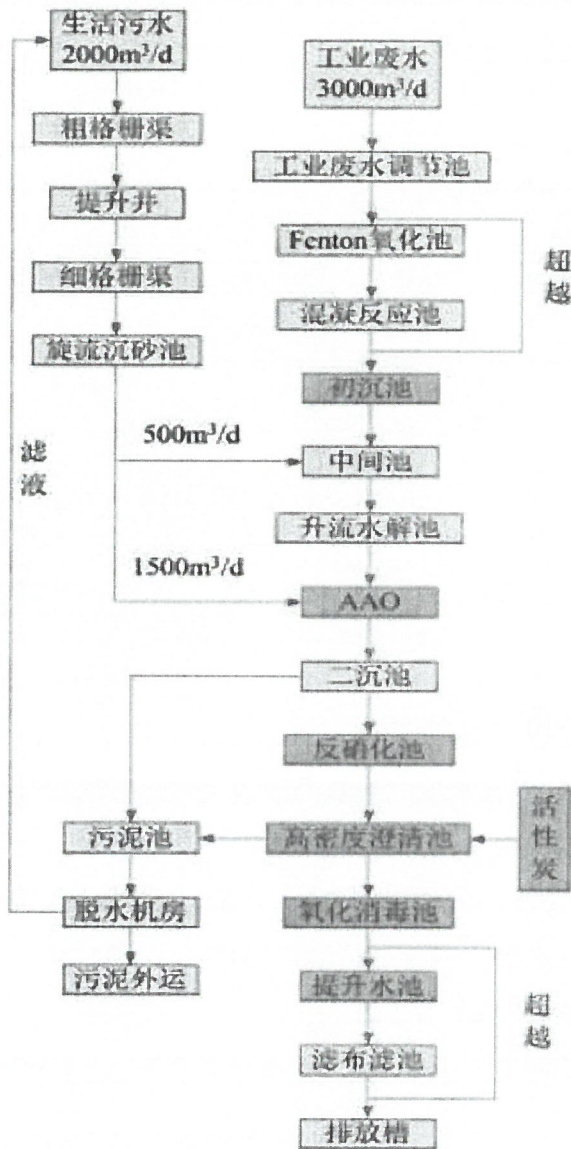 生活污水
2000m³/d
粗格栅渠
提升井
细格栅渠
旋流沉砂池
滤
液
工业废水
3000m³/d
工业废水调节池
Fenton氧化池
混凝反应池
超
越
初沉池
500m³/d
中间池
升流水解池
1500m³/d
AAO
二沉池
反硝化池
活
性
炭
高密度澄清池
污泥池
脱水机房
污泥外运
氧化消毒池
提升水池
滤布滤池
超
越
排放槽